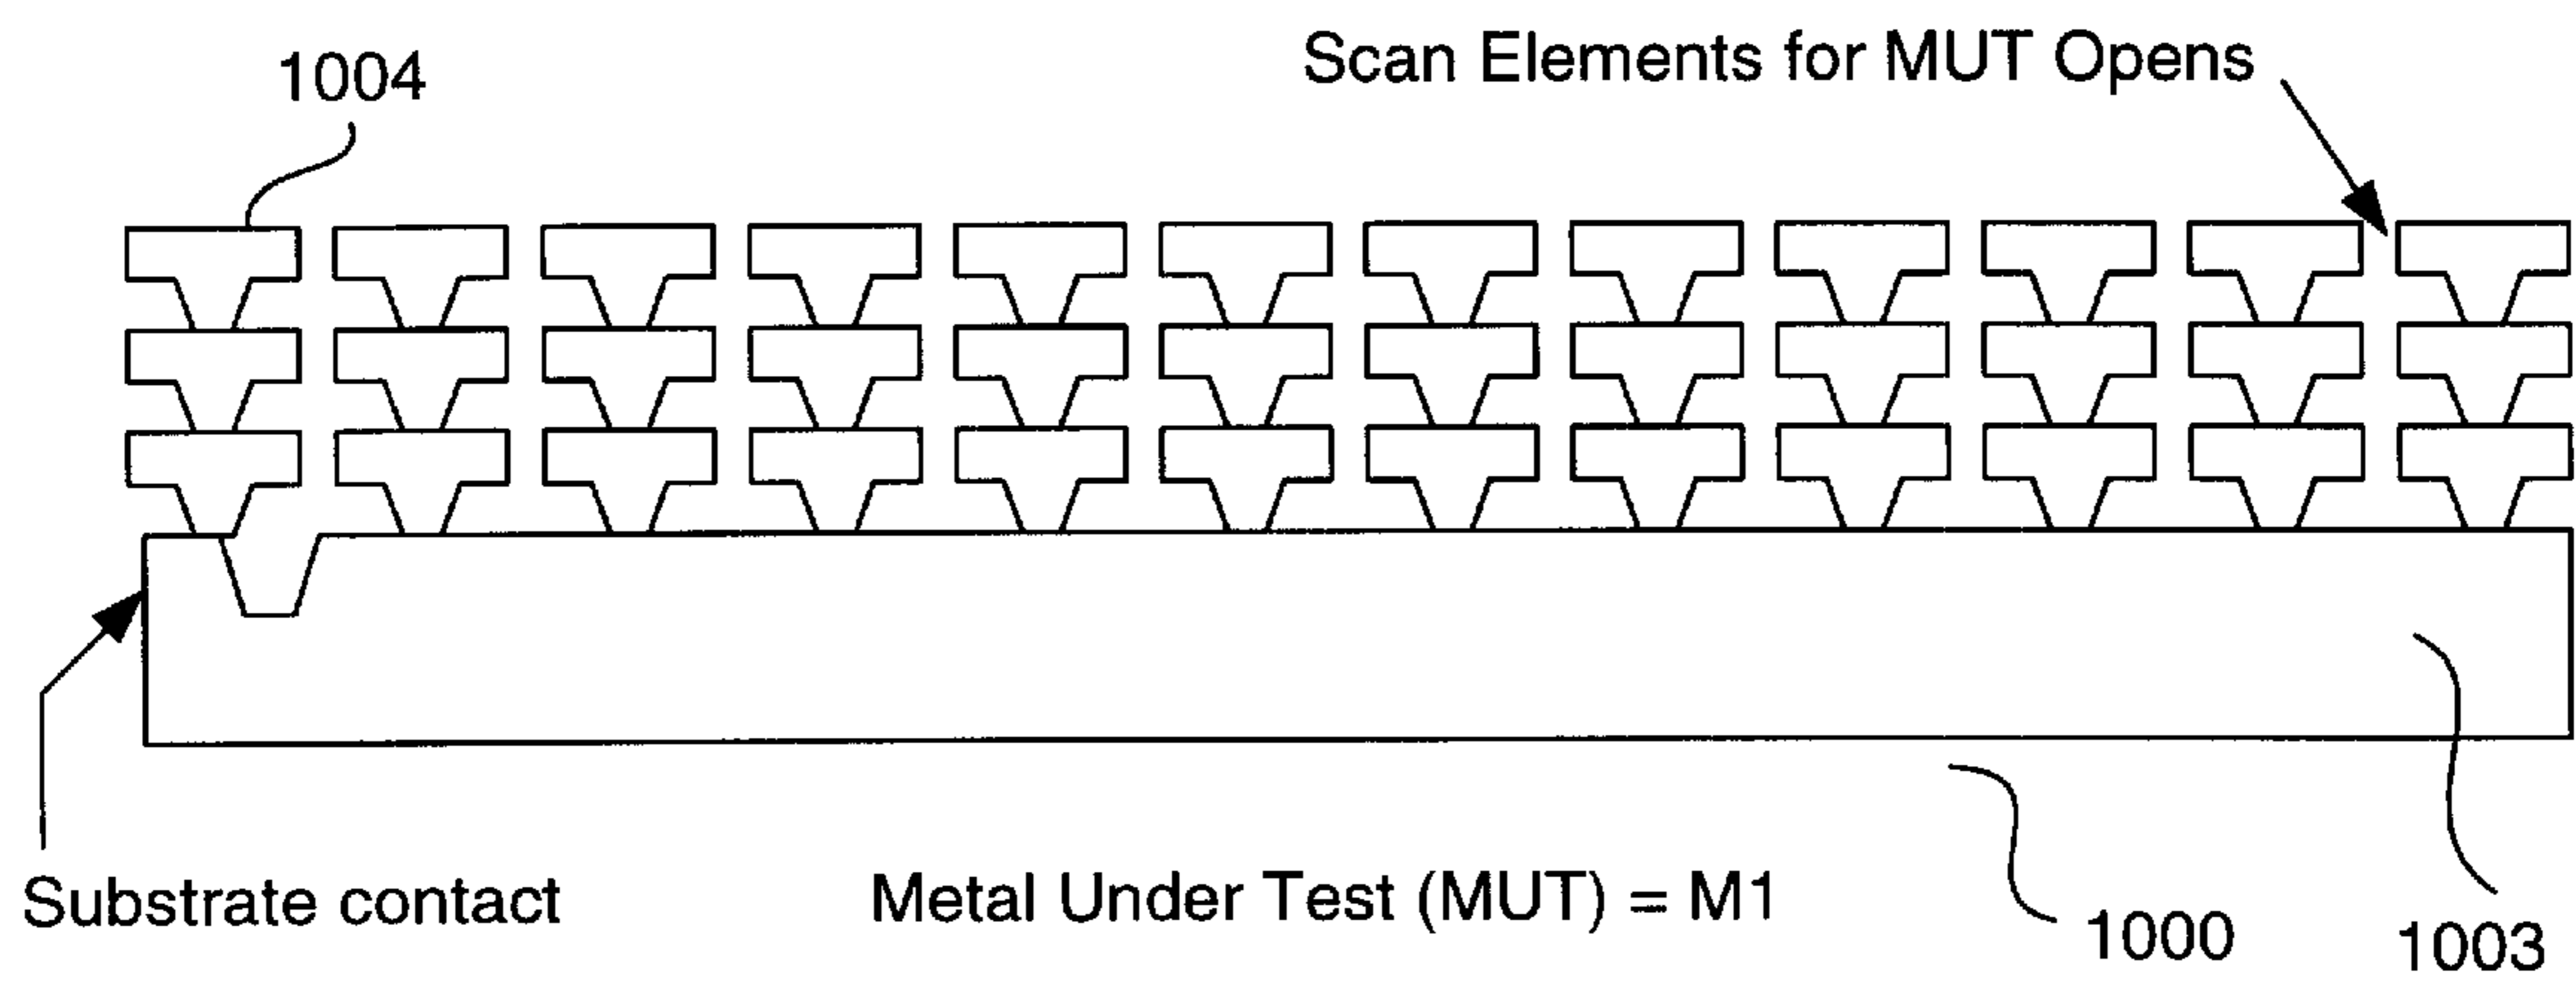 Scan Elements for MUT Opens
1004
Substrate contact
Metal Under Test (MUT) = M1
1000
1003